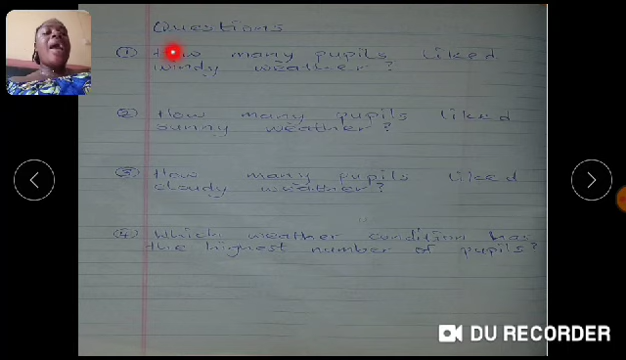 Questions
① How many pupils liked
windy weather?
② How many pupils liked
sunny weather?
③ How many pupils liked
cloudy weather?
④ Which weather condition has
the highest number of pupils?
DU RECORDER